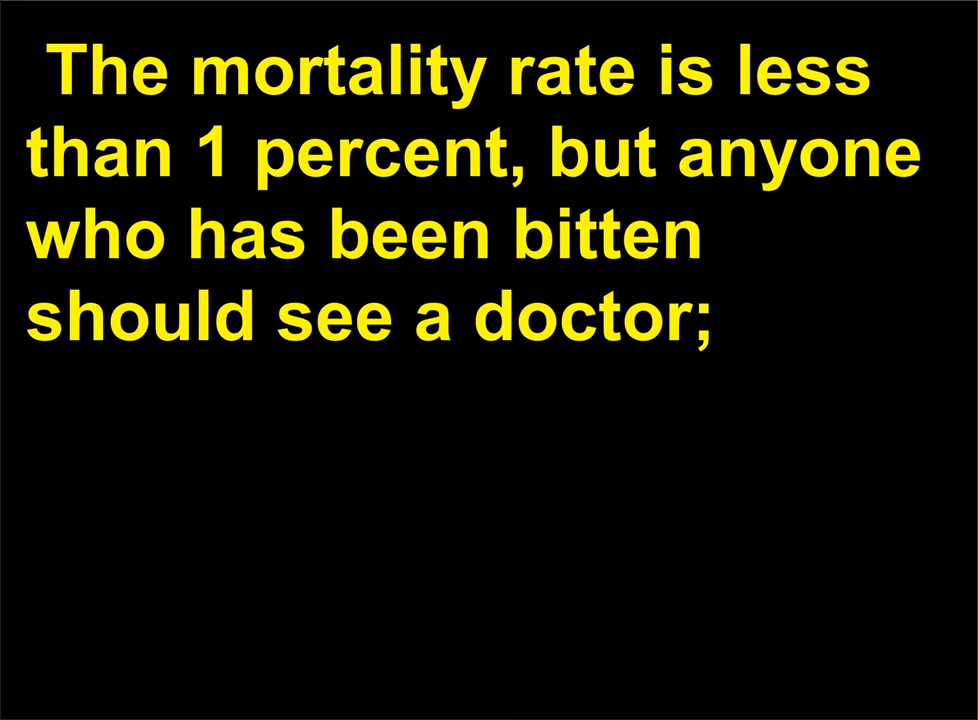 The mortality rate is less
than 1 percent, but anyone
who has been bitten
should see a doctor;